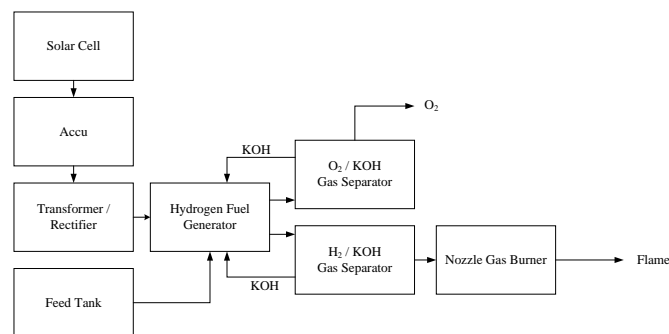 Solar Cell
Accu
Transformer /
Rectifier
Feed Tank
Hydrogen Fuel
Generator
KOH
O₂ / KOH
Gas Separator
O₂
H₂ / KOH
Gas Separator
KOH
Nozzle Gas Burner
Flame